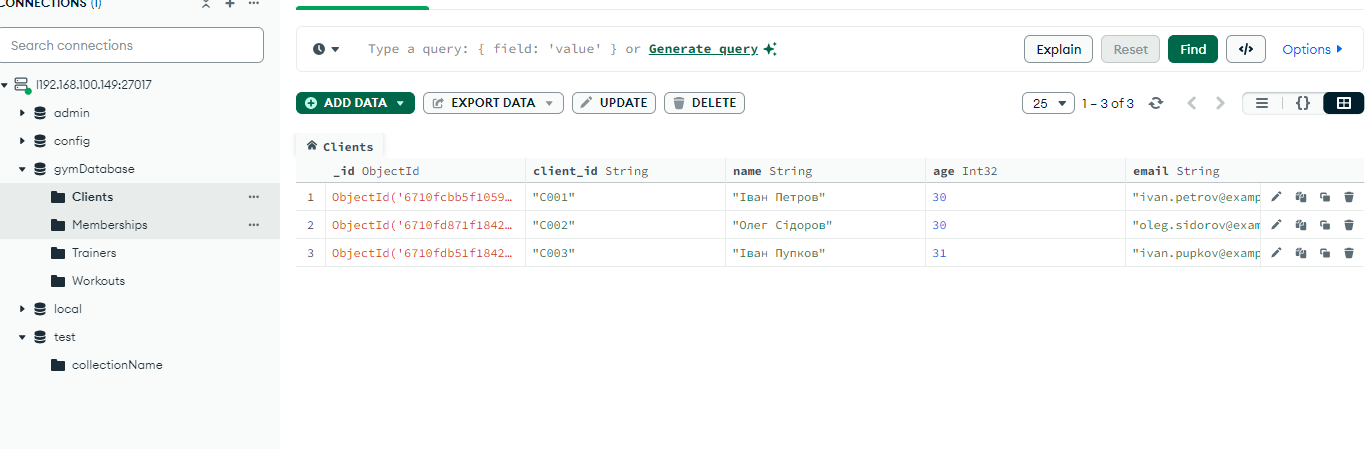 CONNECTIONS (1)
Search connections
l192.168.100.149:27017
admin
config
gymDatabase
Clients
Memberships
Trainers
Workouts
local
test
collectionName
Type a query: { field: 'value' } or Generate query
Explain
Reset
Find
</>
Options
ADD DATA
EXPORT DATA
UPDATE
DELETE
25
1 – 3 of 3
{}
Clients
_id ObjectId client_id String name String age Int32 email String
1 ObjectId('6710fcbb5f1059… "C001" "Іван Петров" 30 "ivan.petrov@examp
2 ObjectId('6710fd871f1842… "C002" "Олег Сідоров" 30 "oleg.sidorov@exam
3 ObjectId('6710fdb51f1842… "C003" "Іван Пупков" 31 "ivan.pupkov@examp